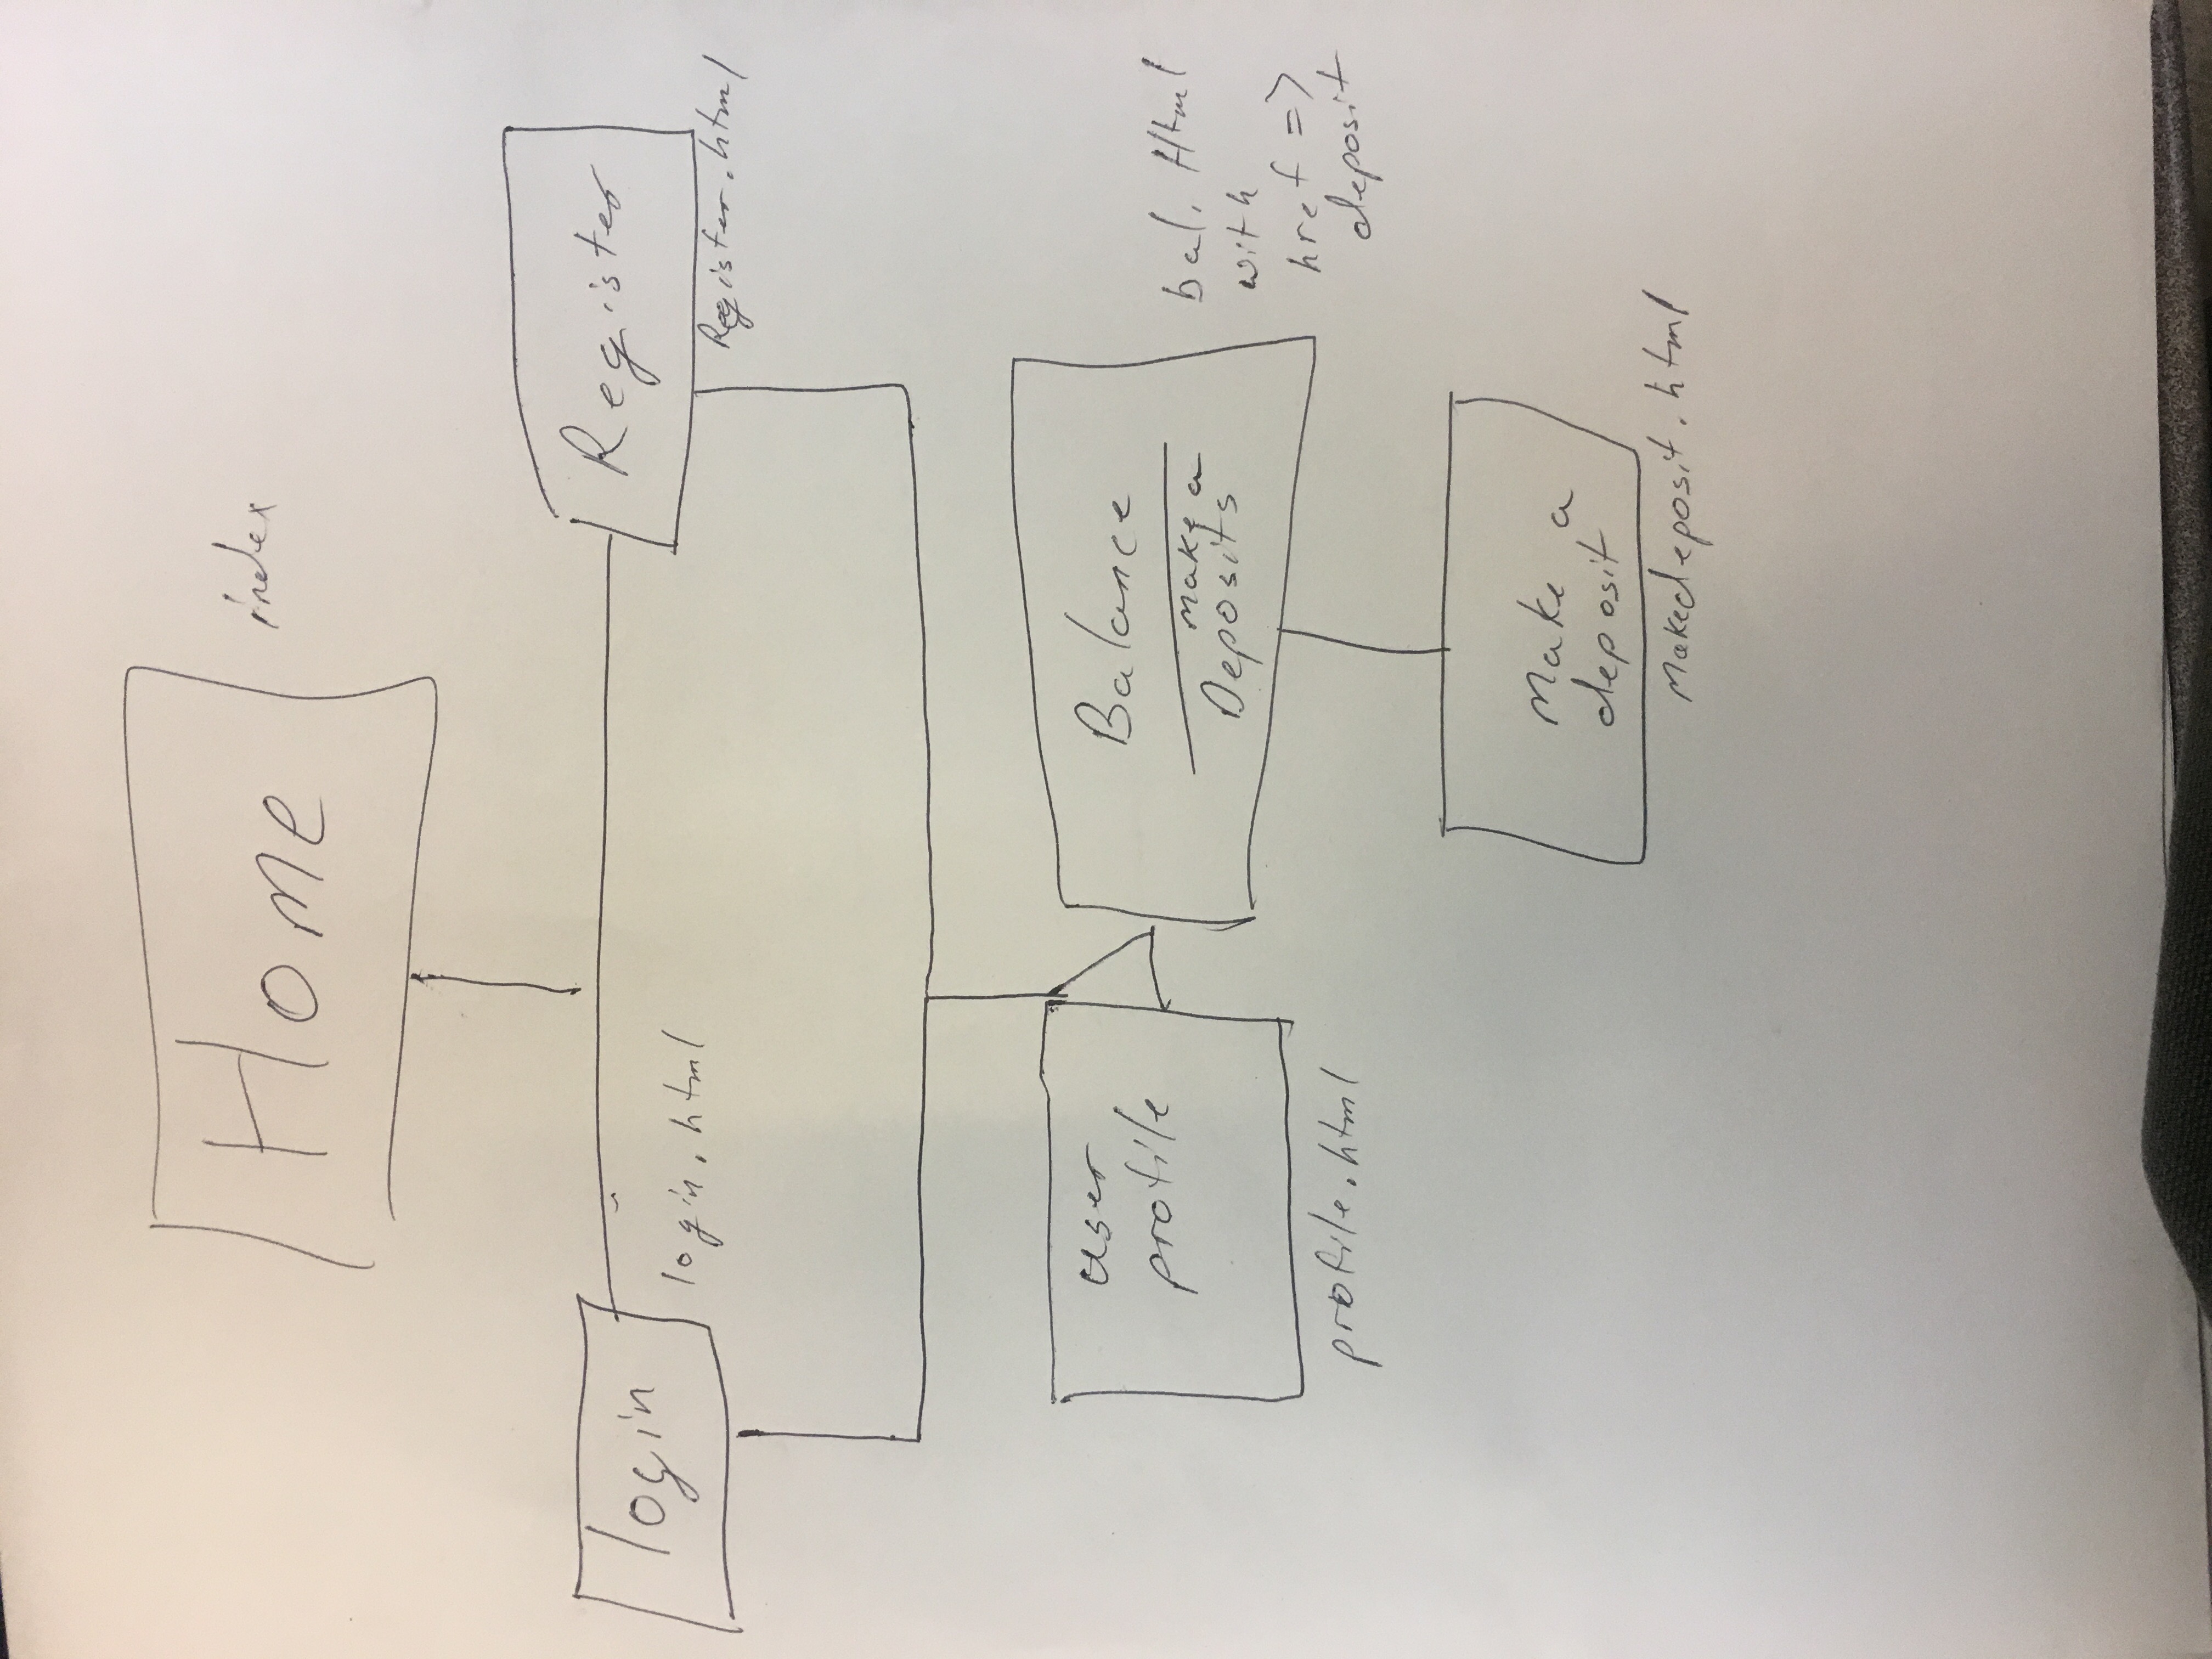 Home
index
login
login.html
Register
Register.html
user
profile
profile.html
Balance
make a
Deposits
bal. Html
with
href =>
deposit
Make a
deposit
Makedeposit.html